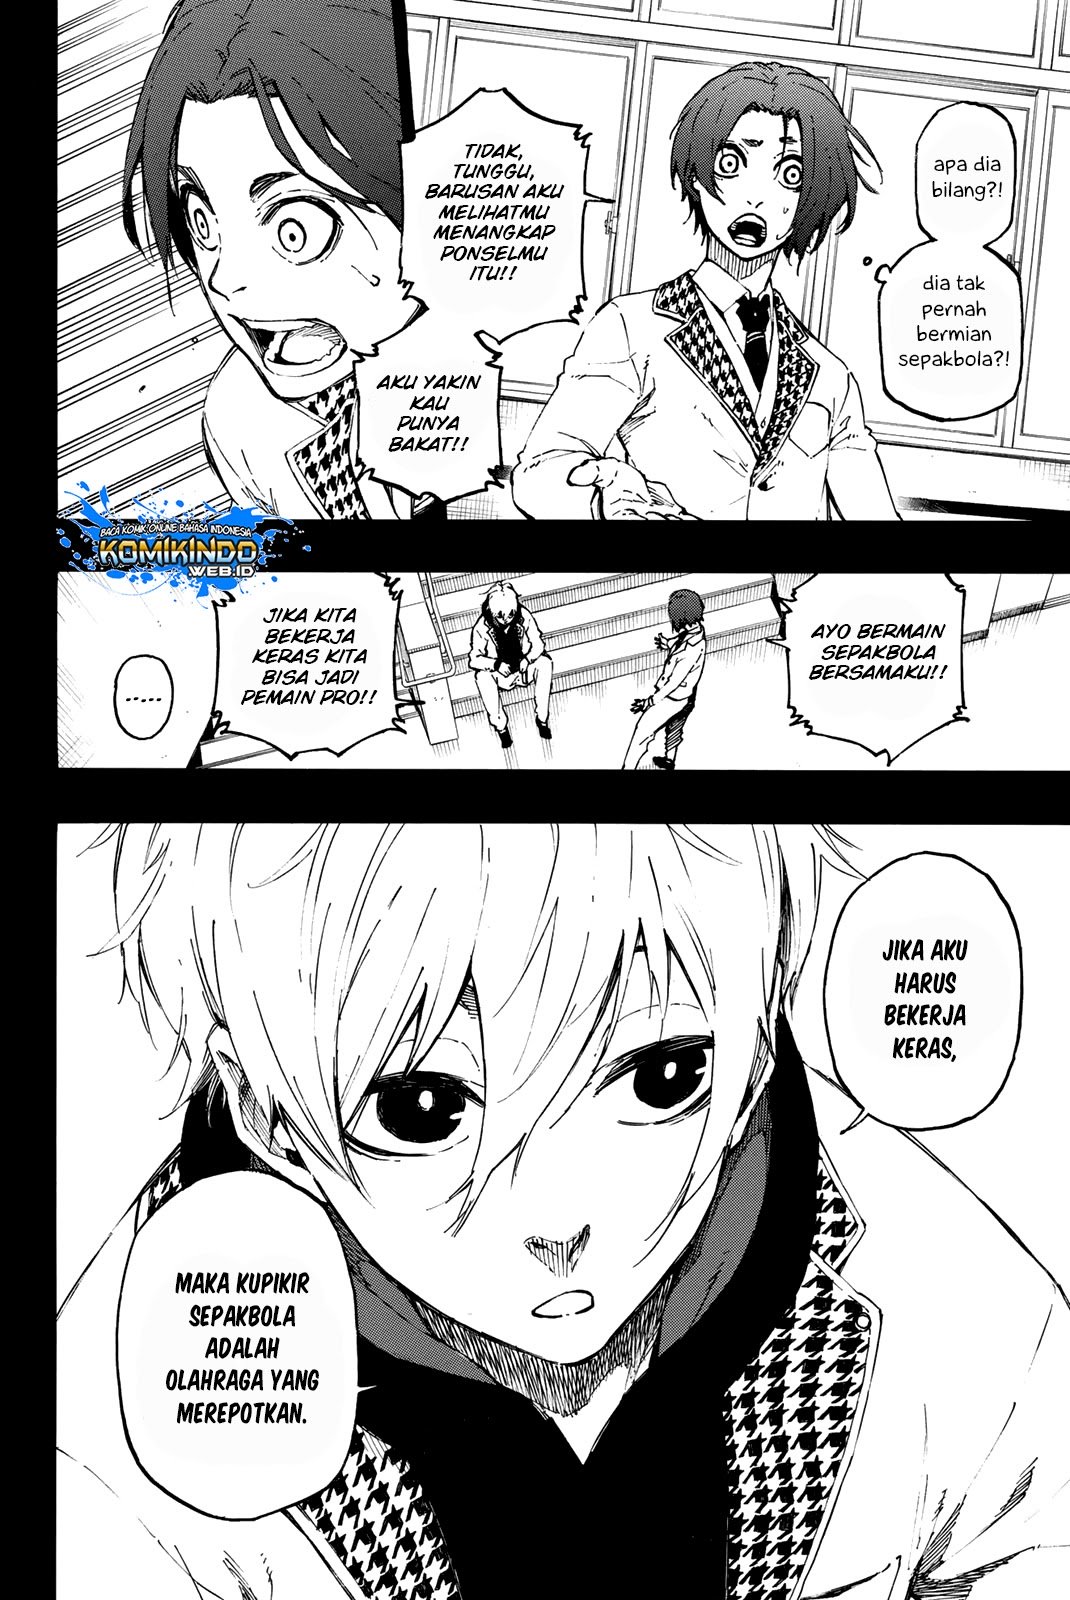 apa dia
bilang?!
dia tak
pernah
bermian
sepakbola?!
TIDAK,
TUNGGU,
BARUSAN AKU
MELIHATMU
MENANGKAP
PONSELMU
ITU!!
AKU YAKIN
KAU
PUNYA
BAKAT!!
BACA KOMIK ONLINE BAHASA INDONESIA
KOMIKINDO
WEB.ID
AYO BERMAIN
SEPAKBOLA
BERSAMAKU!!
JIKA KITA
BEKERJA
KERAS KITA
BISA JADI
PEMAIN PRO!!
......
JIKA AKU
HARUS
BEKERJA
KERAS,
MAKA KUPIKIR
SEPAKBOLA
ADALAH
OLAHRAGA YANG
MEREPOTKAN.